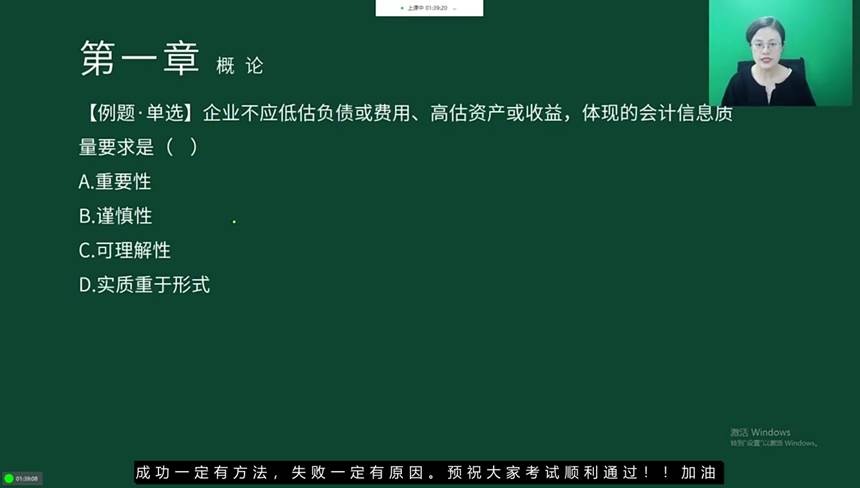 上课中 01:39:20
第一章 概 论
【例题·单选】企业不应低估负债或费用、高估资产或收益，体现的会计信息质
量要求是（ ）
A.重要性
B.谨慎性
C.可理解性
D.实质重于形式
激活 Windows
转到"设置"以激活 Windows。
01:39:08
成功一定有方法，失败一定有原因。预祝大家考试顺利通过！！加油